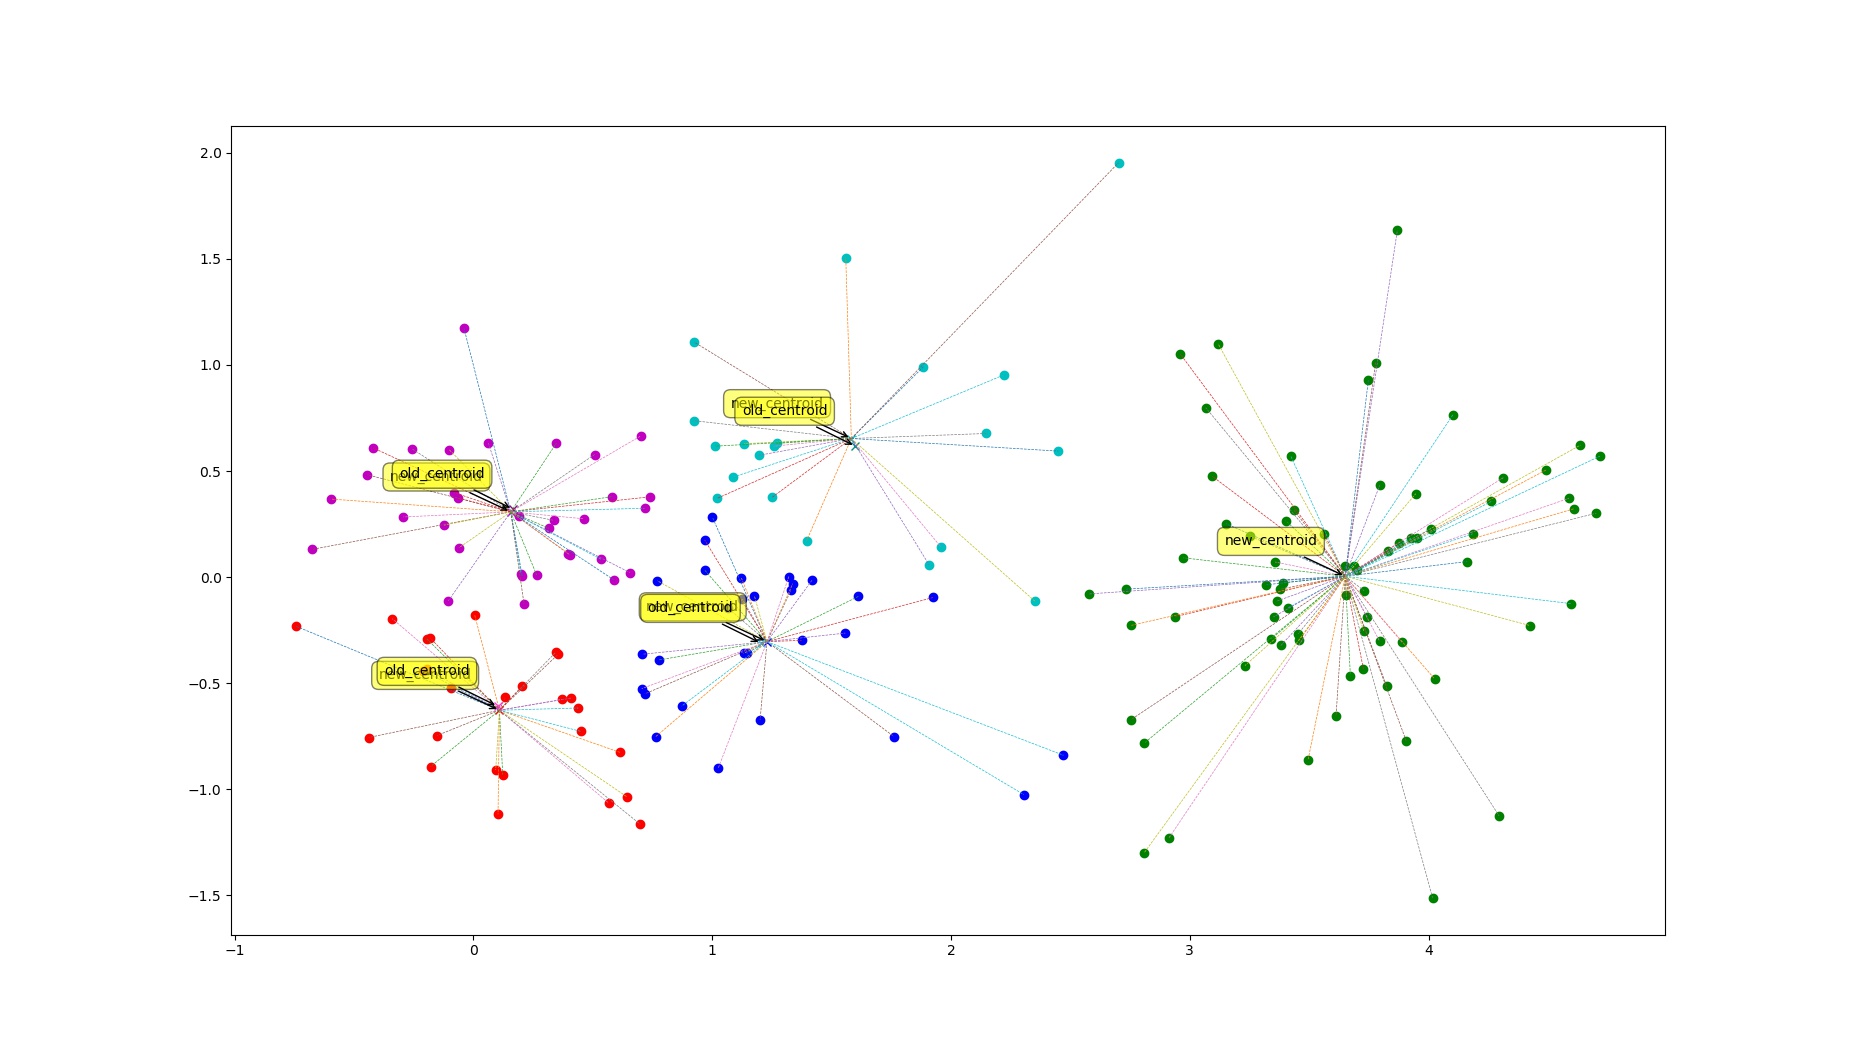 2.0
1.5
1.0
new_centroid
old_centroid
0.5
old_centroid
new_centroid
new_centroid
0.0
old_centroid
old_centroid
new_centroid
−0.5
−1.0
−1.5
−1 0 1 2 3 4